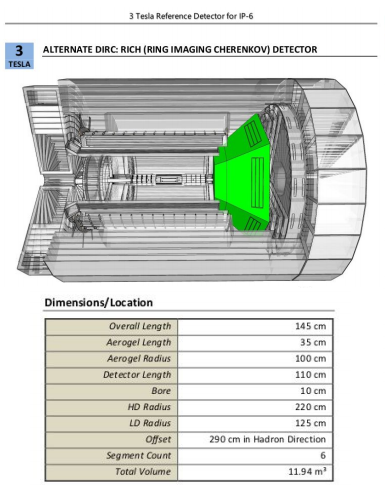 3 Tesla Reference Detector for IP-6
3
TESLA
ALTERNATE DIRC: RICH (RING IMAGING CHERENKOV) DETECTOR
Dimensions/Location
Overall Length 145 cm
Aerogel Length 35 cm
Aerogel Radius 100 cm
Detector Length 110 cm
Bore 10 cm
HD Radius 220 cm
LD Radius 125 cm
Offset 290 cm in Hadron Direction
Segment Count 6
Total Volume 11.94 m³